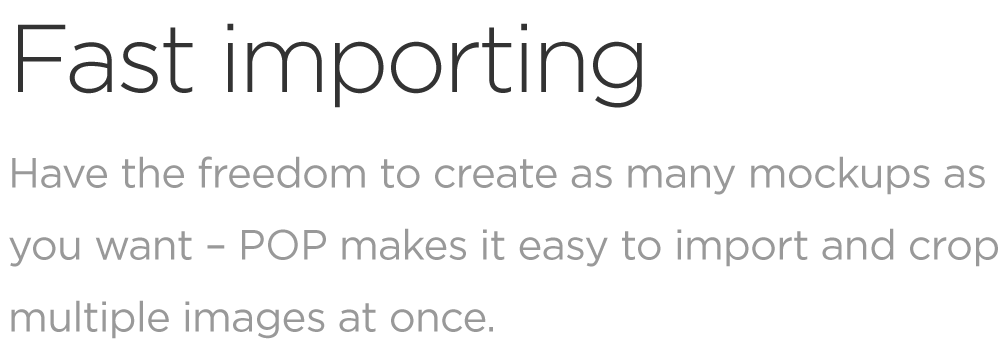 Fast importing
Have the freedom to create as many mockups as
you want – POP makes it easy to import and crop
multiple images at once.